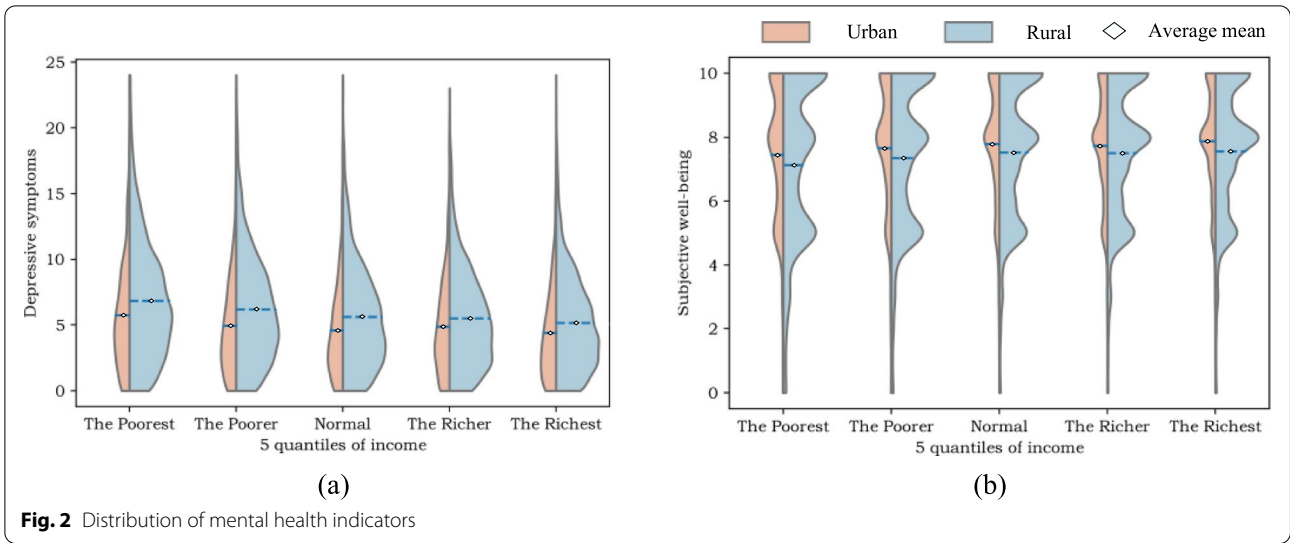 Urban Rural Average mean
Depressive symptoms
25
20
15
10
5
0
The Poorest The Poorer Normal The Richer The Richest
5 quantiles of income
(a)
Subjective well-being
10
8
6
4
2
0
The Poorest The Poorer Normal The Richer The Richest
5 quantiles of income
(b)
Fig. 2 Distribution of mental health indicators